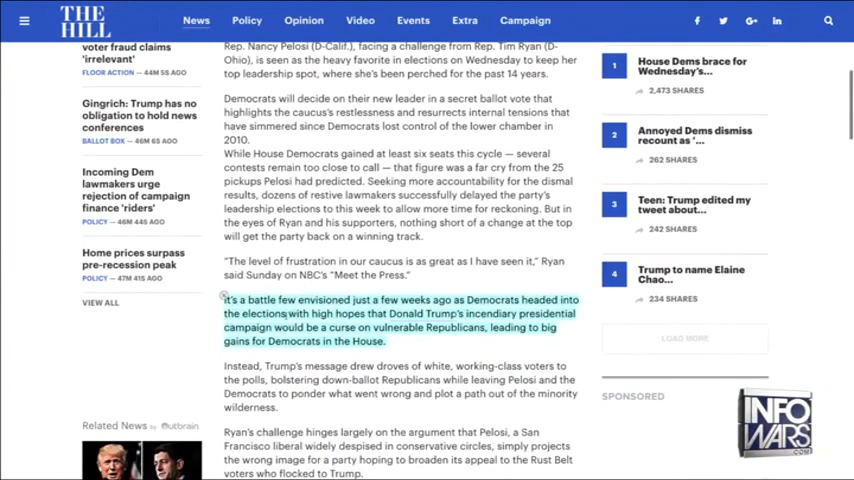 THE
HILL
News
Policy
Opinion
Video
Events
Extra
Campaign
voter fraud claims
'irrelevant'
FLOOR ACTION — 44M 5S AGO
Gingrich: Trump has no
obligation to hold news
conferences
BALLOT BOX — 46M 6S AGO
Incoming Dem
lawmakers urge
rejection of campaign
finance 'riders'
POLICY — 46M 44S AGO
Home prices surpass
pre-recession peak
POLICY — 47M 41S AGO
VIEW ALL
Related News by Outbrain
Rep. Nancy Pelosi (D-Calif.), facing a challenge from Rep. Tim Ryan (D-
Ohio), is seen as the heavy favorite in elections on Wednesday to keep her
top leadership spot, where she's been perched for the past 14 years.
Democrats will decide on their new leader in a secret ballot vote that
highlights the caucus's restlessness and resurrects internal tensions that
have simmered since Democrats lost control of the lower chamber in
2010.
While House Democrats gained at least six seats this cycle — several
contests remain too close to call — that figure was a far cry from the 25
pickups Pelosi had predicted. Seeking more accountability for the dismal
results, dozens of restive lawmakers successfully delayed the party's
leadership elections to this week to allow more time for reckoning. But in
the eyes of Ryan and his supporters, nothing short of a change at the top
will get the party back on a winning track.
“The level of frustration in our caucus is as great as I have seen it,” Ryan
said Sunday on NBC's “Meet the Press.”
It's a battle few envisioned just a few weeks ago as Democrats headed into
the elections with high hopes that Donald Trump's incendiary presidential
campaign would be a curse on vulnerable Republicans, leading to big
gains for Democrats in the House.
Instead, Trump's message drew droves of white, working-class voters to
the polls, bolstering down-ballot Republicans while leaving Pelosi and the
Democrats to ponder what went wrong and plot a path out of the minority
wilderness.
Ryan's challenge hinges largely on the argument that Pelosi, a San
Francisco liberal widely despised in conservative circles, simply projects
the wrong image for a party hoping to broaden its appeal to the Rust Belt
voters who flocked to Trump.
1
House Dems brace for
Wednesday's...
2,473 SHARES
2
Annoyed Dems dismiss
recount as '...
262 SHARES
3
Teen: Trump edited my
tweet about...
242 SHARES
4
Trump to name Elaine
Chao...
234 SHARES
LOAD MORE
SPONSORED
INFO
WARS
.COM